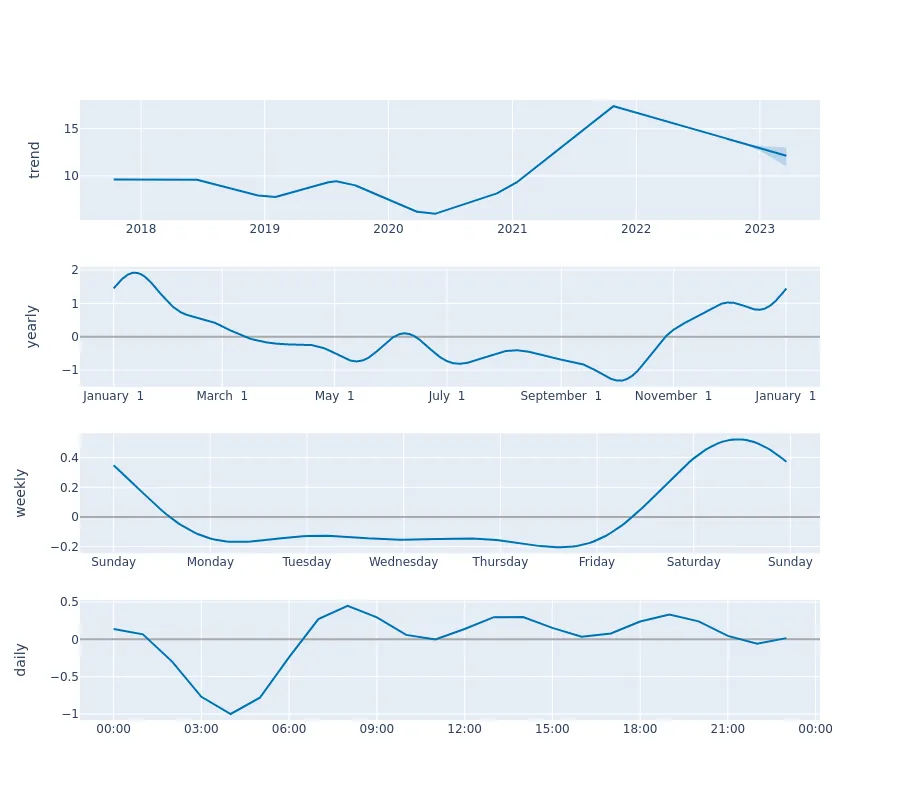 trend
15
10
2018 2019 2020 2021 2022 2023
yearly
2
1
0
−1
January 1 March 1 May 1 July 1 September 1 November 1 January 1
weekly
0.4
0.2
0
−0.2
Sunday Monday Tuesday Wednesday Thursday Friday Saturday Sunday
daily
0.5
0
−0.5
−1
00:00 03:00 06:00 09:00 12:00 15:00 18:00 21:00 00:00